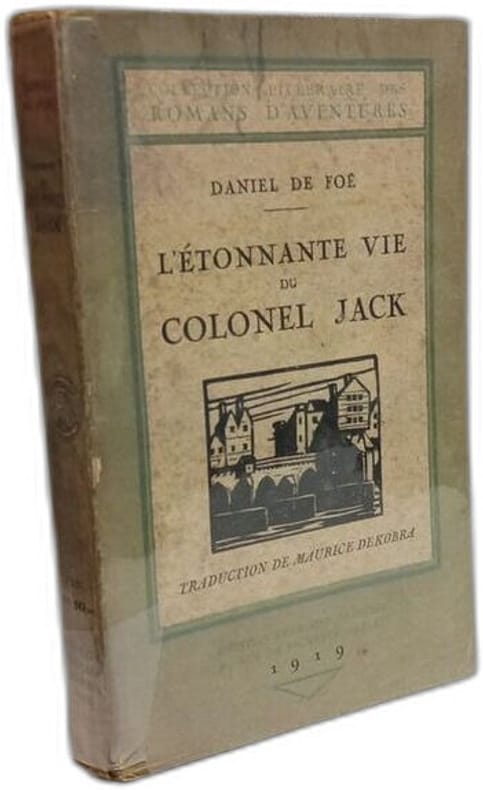 COLLECTION LITTÉRAIRE DES
ROMANS D'AVENTURES
DANIEL DE FOË
L'ÉTONNANTE VIE
DU
COLONEL JACK
TRADUCTION DE MAURICE DEKOBRA
1919